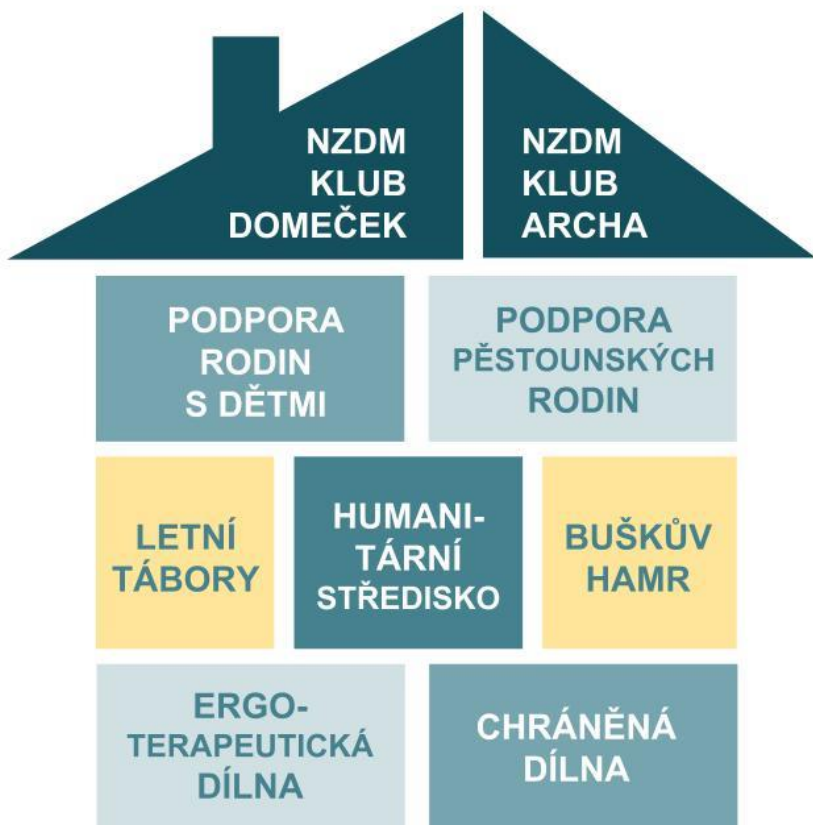 NZDM
KLUB
DOMEČEK
NZDM
KLUB
ARCHA
PODPORA
RODIN
S DĚTMI
PODPORA
PĚSTOUNSKÝCH
RODIN
LETNÍ
TÁBORY
HUMANI-
TÁRNÍ
STŘEDISKO
BUŠKŮV
HAMR
ERGO-
TERAPEUTICKÁ
DÍLNA
CHRÁNĚNÁ
DÍLNA